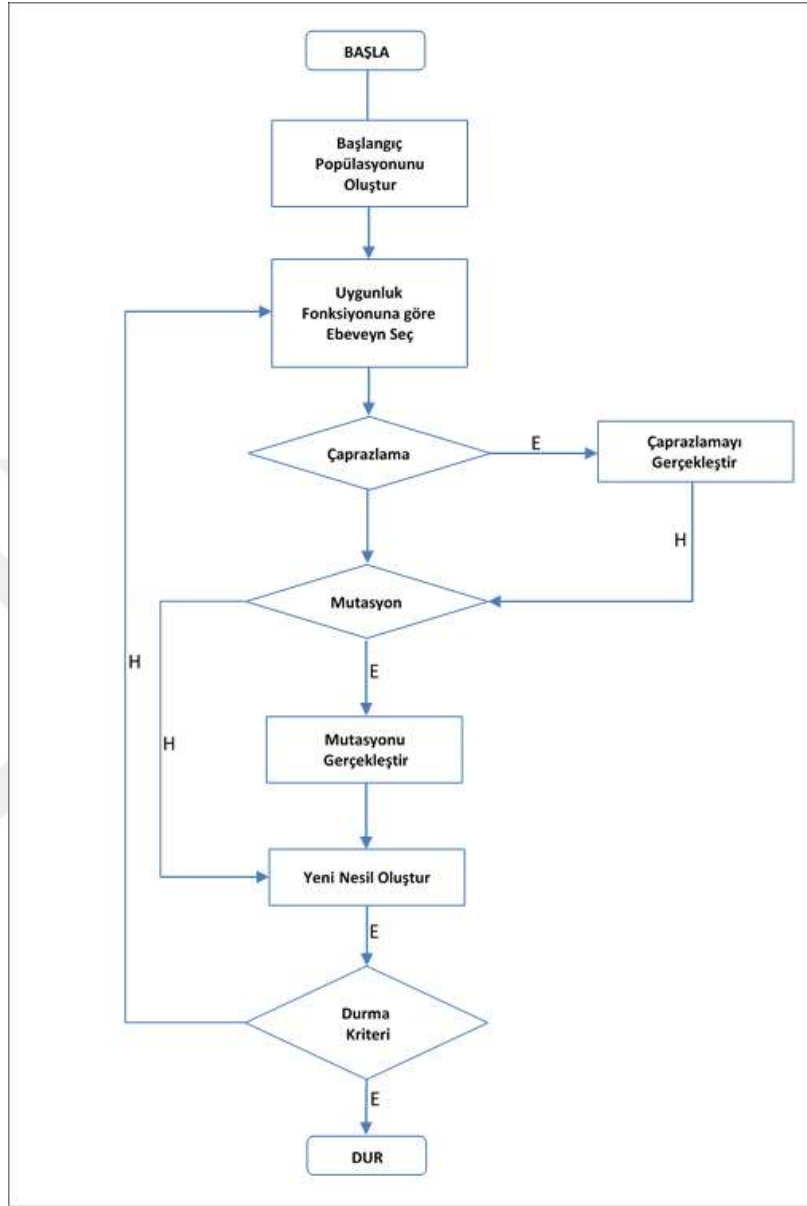 BAŞLA
Başlangıç
Popülasyonunu
Oluştur
Uygunluk
Fonksiyonuna göre
Ebeveyn Seç
Çaprazlama
E
Çaprazlamayı
Gerçekleştir
H
Mutasyon
E
H
H
Mutasyonu
Gerçekleştir
Yeni Nesil Oluştur
E
Durma
Kriteri
E
DUR